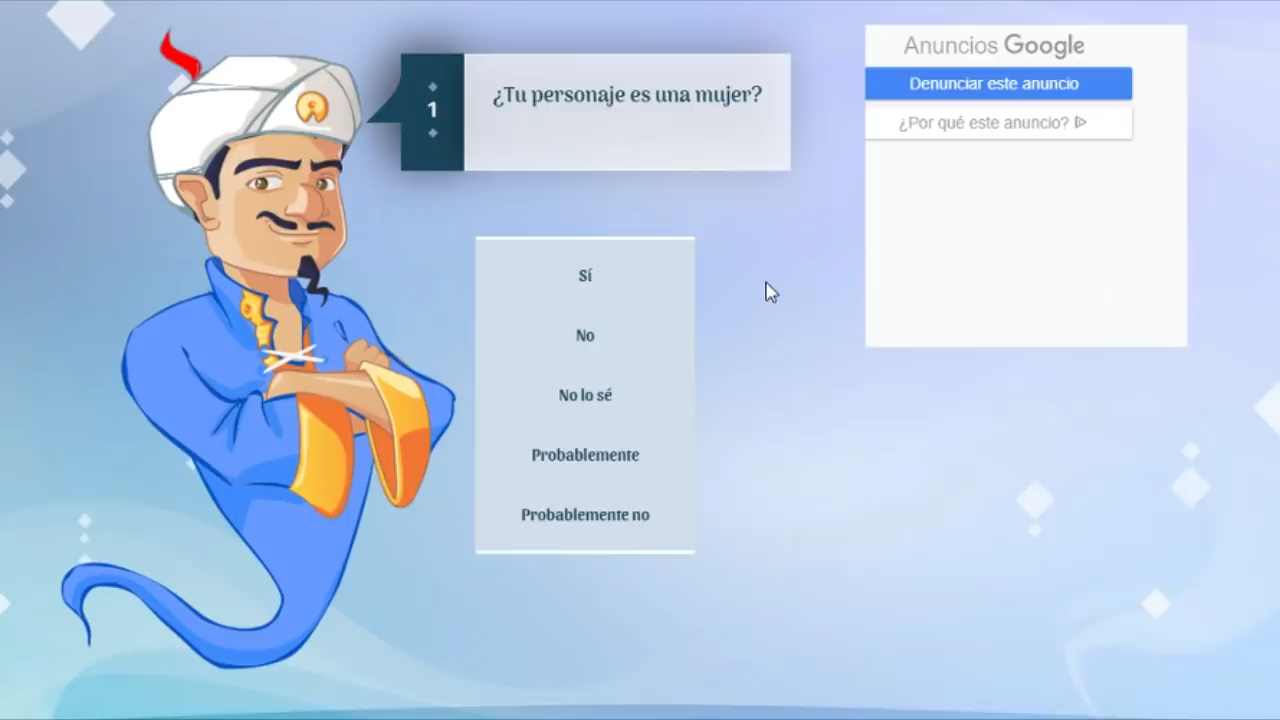 1
¿Tu personaje es una mujer?
Sí
No
No lo sé
Probablemente
Probablemente no
Anuncios Google
Denunciar este anuncio
¿Por qué este anuncio?